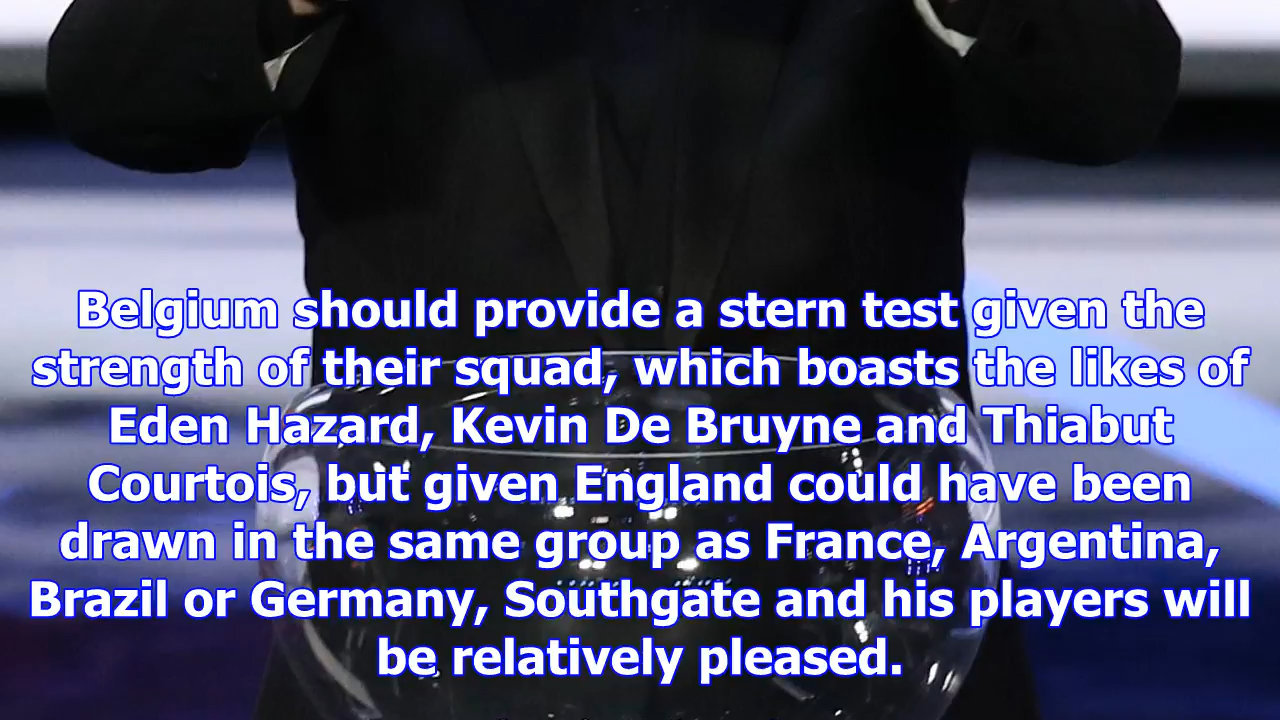 Belgium should provide a stern test given the
strength of their squad, which boasts the likes of
Eden Hazard, Kevin De Bruyne and Thiabut
Courtois, but given England could have been
drawn in the same group as France, Argentina,
Brazil or Germany, Southgate and his players will
be relatively pleased.